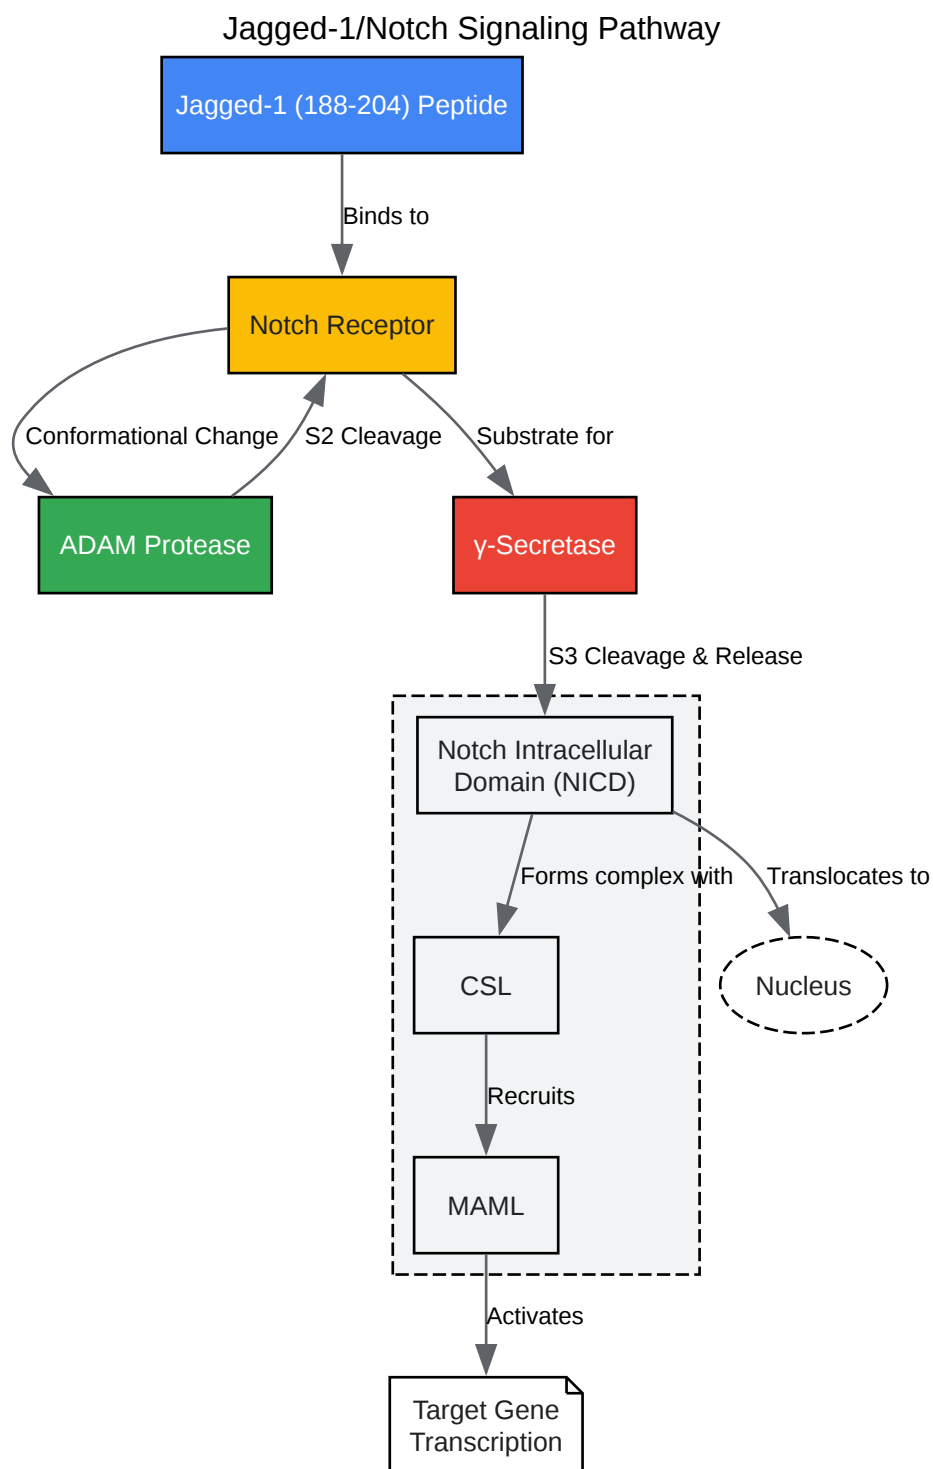 Jagged-1/Notch Signaling Pathway
Jagged-1 (188-204) Peptide
Binds to
Notch Receptor
Conformational Change
S2 Cleavage
Substrate for
ADAM Protease
γ-Secretase
S3 Cleavage & Release
Notch Intracellular
Domain (NICD)
Forms complex with
Translocates to
CSL
Nucleus
Recruits
MAML
Activates
Target Gene
Transcription